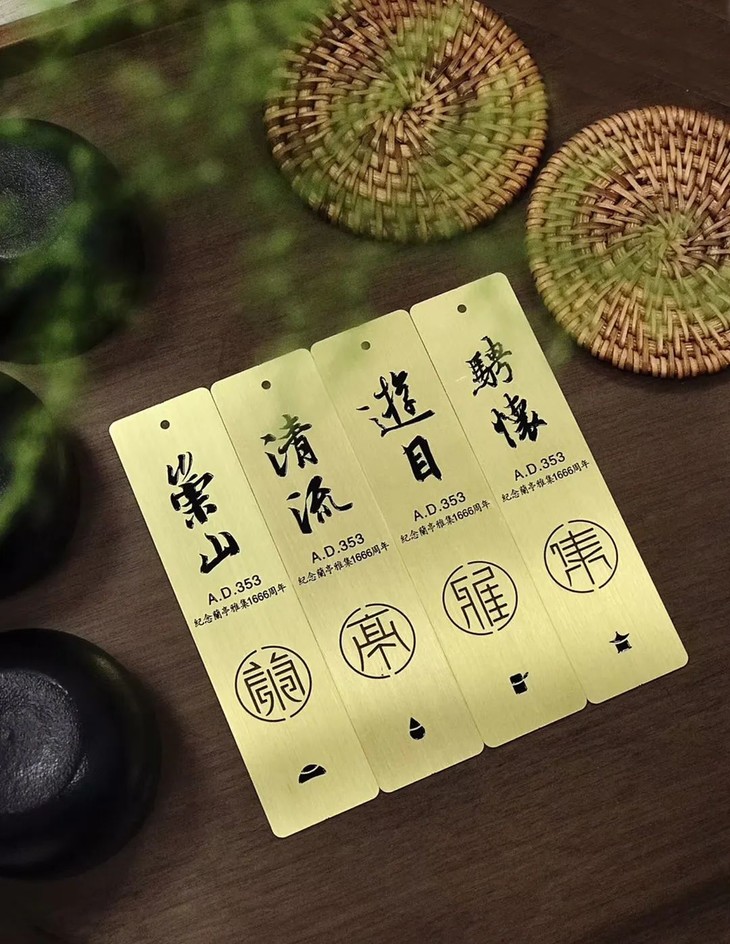 崇山
A.D.353
紀念蘭亭雅集1666周年
蘭
清流
A.D.353
紀念蘭亭雅集1666周年
亭
遊目
A.D.353
紀念蘭亭雅集1666周年
雅
騁懷
A.D.353
紀念蘭亭雅集1666周年
集